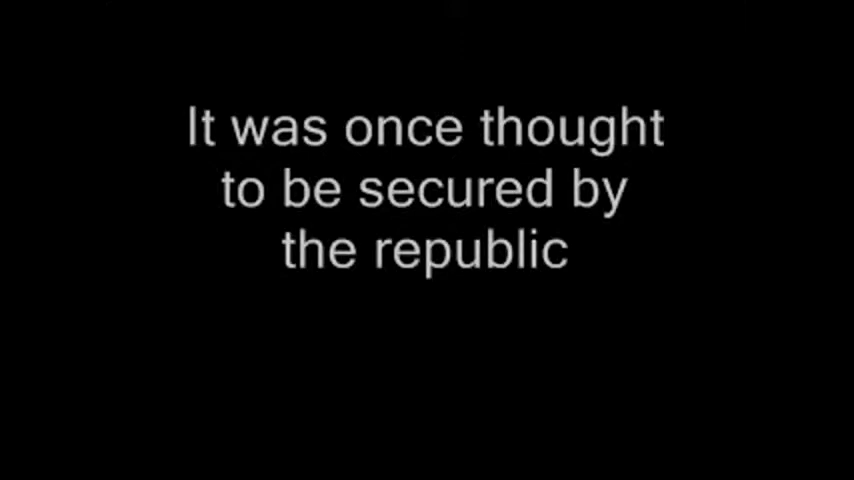 It was once thought
to be secured by
the republic